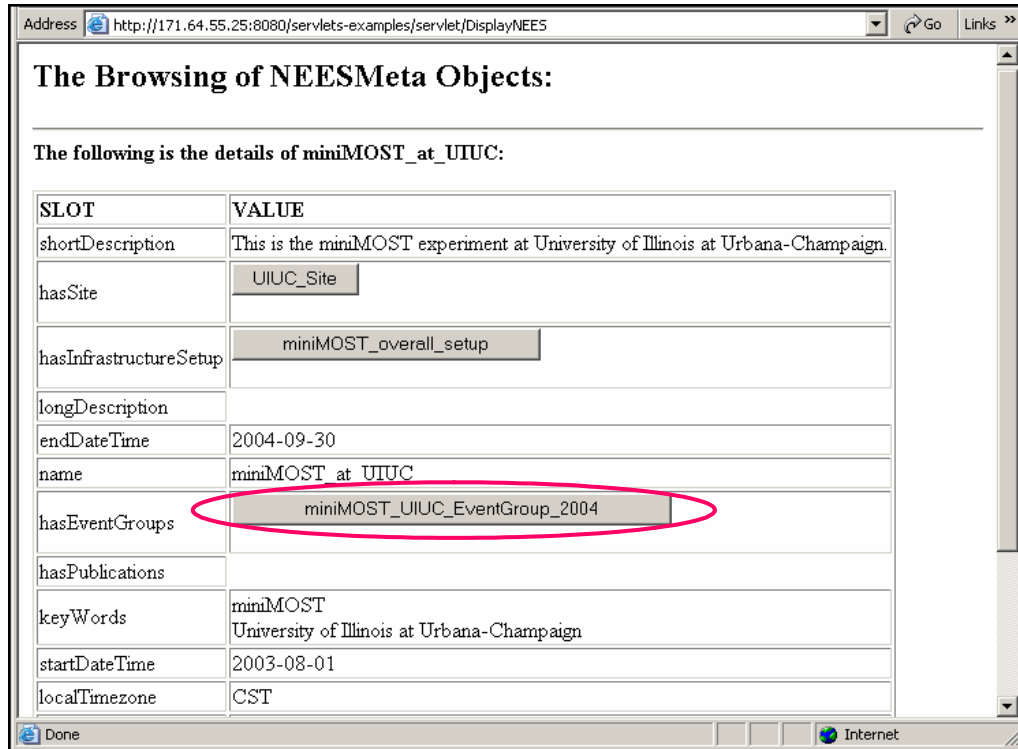 Address http://171.64.55.25:8080/servlets-examples/servlet/DisplayNEES Go Links »
The Browsing of NEESMeta Objects:
The following is the details of miniMOST_at_UIUC:
SLOT VALUE
shortDescription This is the miniMOST experiment at University of Illinois at Urbana-Champaign.
hasSite UIUC_Site
hasInfrastructureSetup miniMOST_overall_setup
longDescription
endDateTime 2004-09-30
name miniMOST_at_UIUC
hasEventGroups miniMOST_UIUC_EventGroup_2004
hasPublications
keyWords miniMOST
University of Illinois at Urbana-Champaign
startDateTime 2003-08-01
localTimezone CST
Done Internet